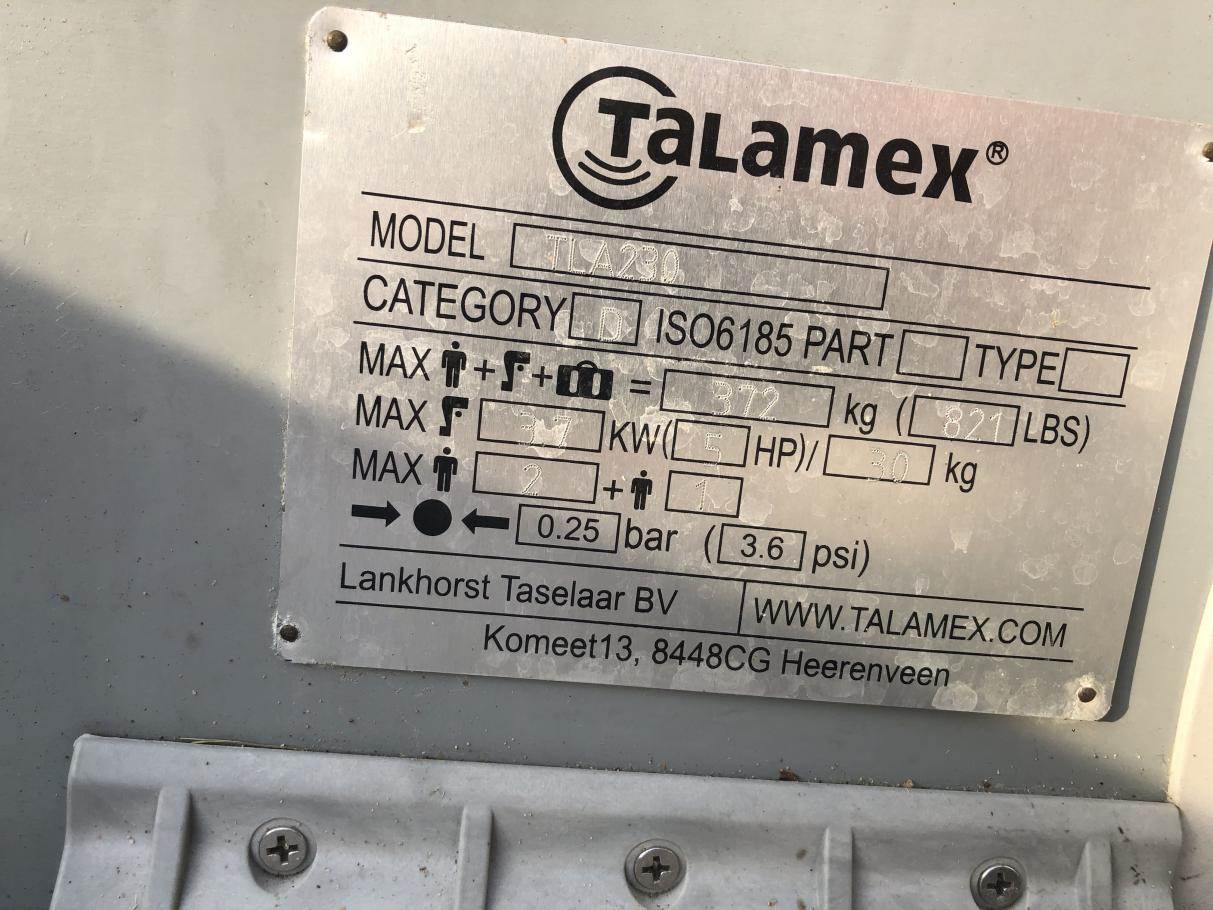 TaLamex®
MODEL TLA230
CATEGORY D ISO6185 PART TYPE
MAX + + = 372 kg (821 LBS)
MAX 3.7 KW(5 HP)/ 30 kg
MAX 2 + 1
0.25 bar (3.6 psi)
Lankhorst Taselaar BV WWW.TALAMEX.COM
Komeet13, 8448CG Heerenveen